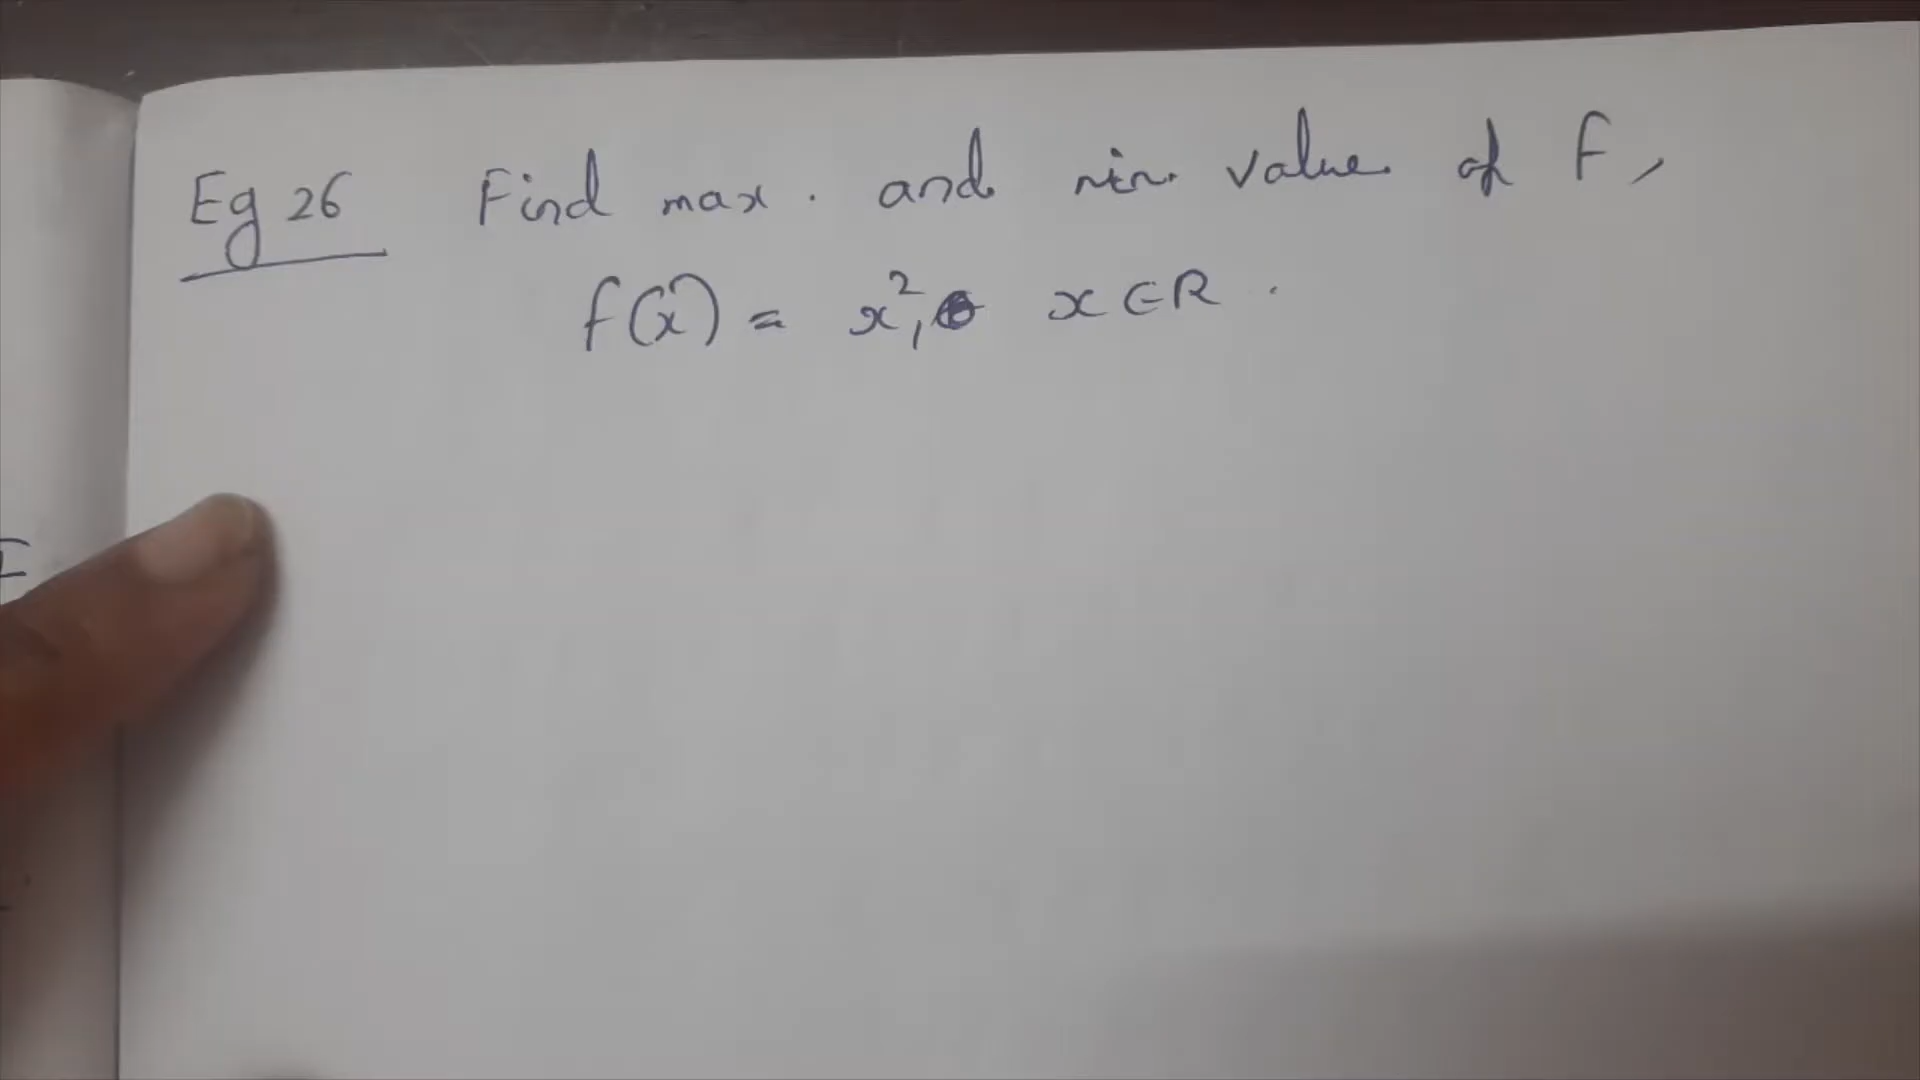 Eg 26 Find max. and min. value of f,
f(x) = x², x ∈ R.